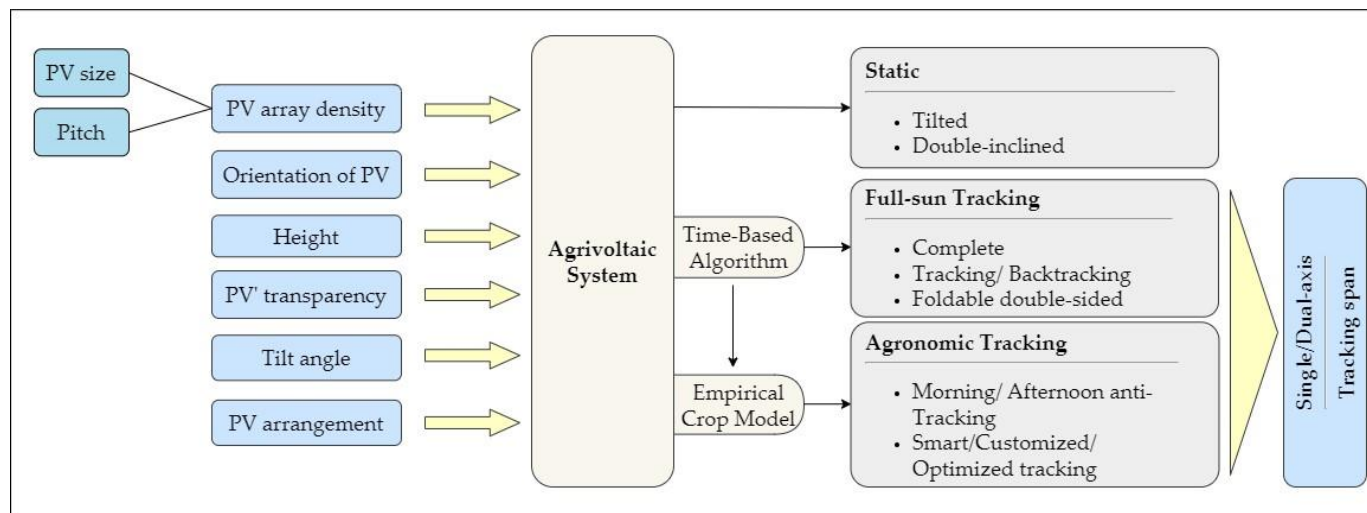 PV size
Pitch
PV array density
Orientation of PV
Height
PV' transparency
Tilt angle
PV arrangement
Agrivoltaic
System
Time-Based
Algorithm
Empirical
Crop Model
Static
• Tilted
• Double-inclined
Full-sun Tracking
• Complete
• Tracking/ Backtracking
• Foldable double-sided
Agronomic Tracking
• Morning/ Afternoon anti-
Tracking
• Smart/Customized/
Optimized tracking
Single/Dual-axis
Tracking span